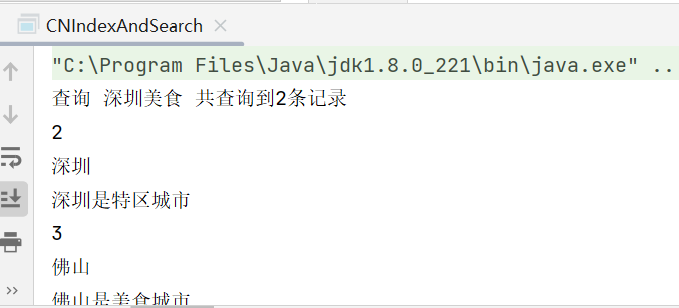 CNIndexAndSearch
"C:\Program Files\Java\jdk1.8.0_221\bin\java.exe" ..
查询 深圳美食 共查询到2条记录
2
深圳
深圳是特区城市
3
佛山
佛山是美食城市